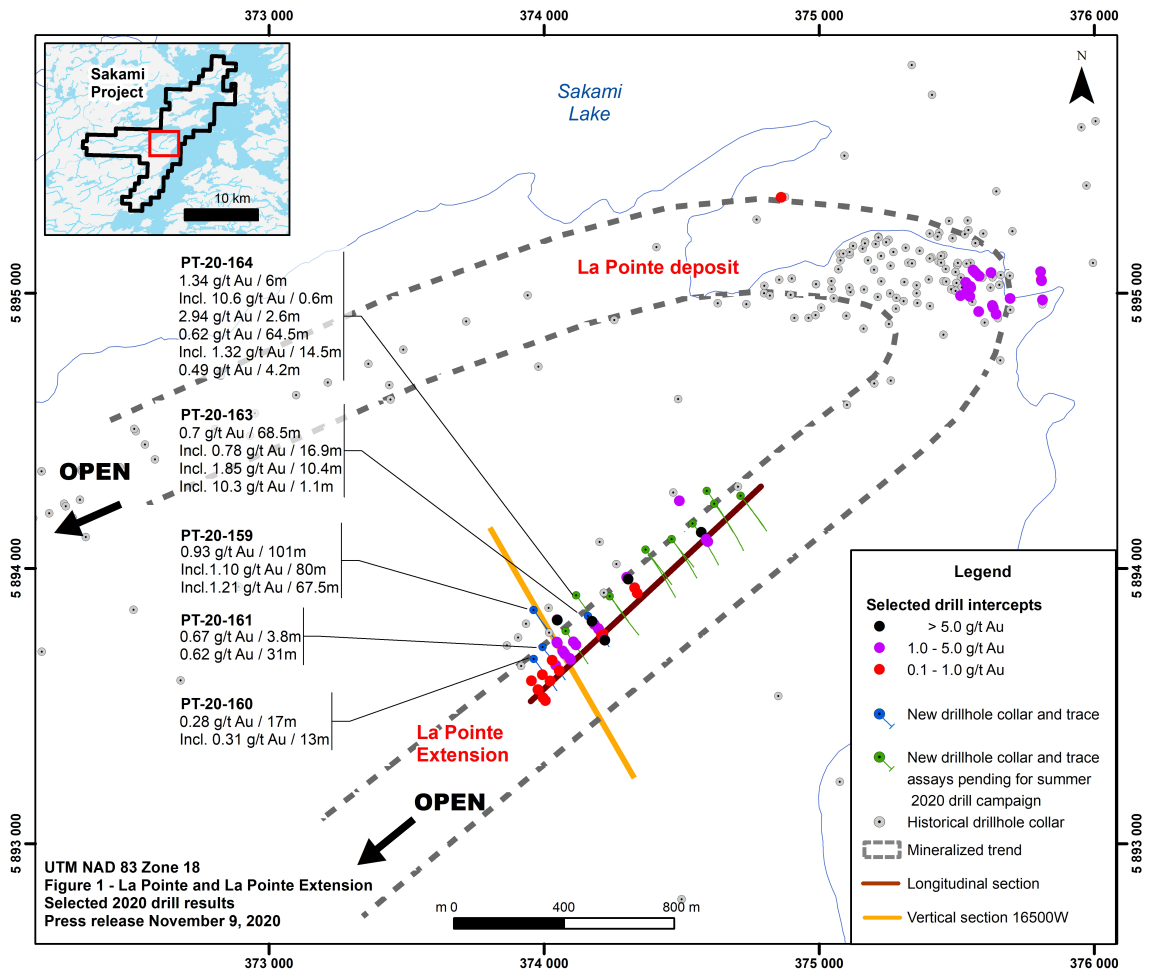 373 000
374 000
375 000
376 000
Sakami
Project
10 km
Sakami
Lake
N
5 895 000
5 894 000
5 893 000
5 895 000
5 894 000
5 893 000
La Pointe deposit
PT-20-164
1.34 g/t Au / 6m
Incl. 10.6 g/t Au / 0.6m
2.94 g/t Au / 2.6m
0.62 g/t Au / 64.5m
Incl. 1.32 g/t Au / 14.5m
0.49 g/t Au / 4.2m
PT-20-163
0.7 g/t Au / 68.5m
Incl. 0.78 g/t Au / 16.9m
Incl. 1.85 g/t Au / 10.4m
Incl. 10.3 g/t Au / 1.1m
OPEN
PT-20-159
0.93 g/t Au / 101m
Incl.1.10 g/t Au / 80m
Incl.1.21 g/t Au / 67.5m
PT-20-161
0.67 g/t Au / 3.8m
0.62 g/t Au / 31m
PT-20-160
0.28 g/t Au / 17m
Incl. 0.31 g/t Au / 13m
La Pointe
Extension
OPEN
Legend
Selected drill intercepts
> 5.0 g/t Au
1.0 - 5.0 g/t Au
0.1 - 1.0 g/t Au
New drillhole collar and trace
New drillhole collar and trace
assays pending for summer
2020 drill campaign
Historical drillhole collar
Mineralized trend
Longitudinal section
Vertical section 16500W
UTM NAD 83 Zone 18
Figure 1 - La Pointe and La Pointe Extension
Selected 2020 drill results
Press release November 9, 2020
m 0 400 800 m
373 000
374 000
375 000
376 000